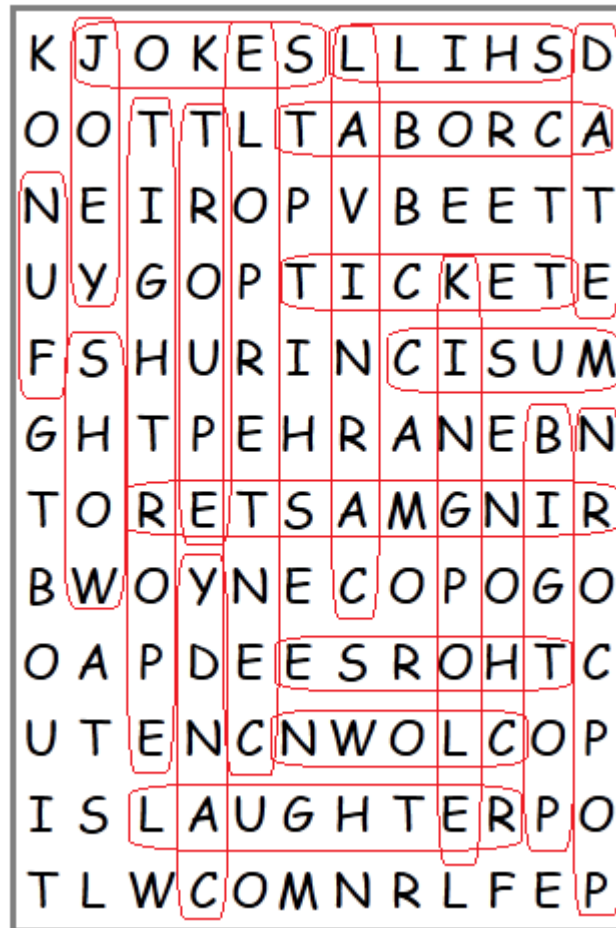 K J O K E S L L I H S D
O O T T L T A B O R C A
N E I R O P V B E E T T
U Y G O P T I C K E T E
F S H U R I N C I S U M
G H T P E H R A N E B N
T O R E T S A M G N I R
B W O Y N E C O P O G O
O A P D E E S R O H T C
U T E N C N W O L C O P
I S L A U G H T E R P O
T L W C O M N R L F E P